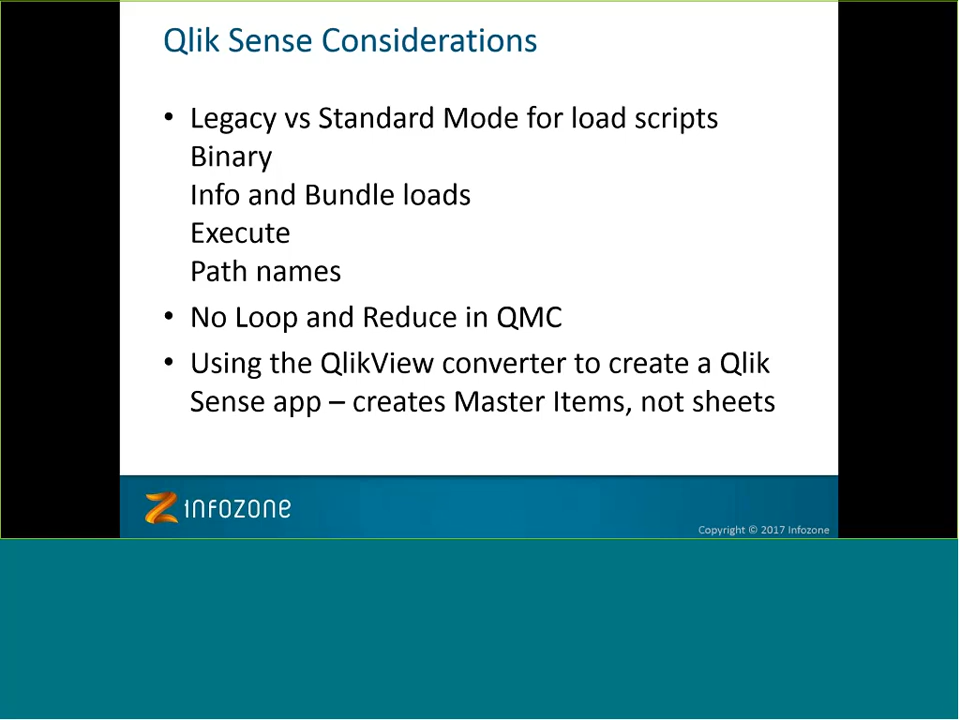 Qlik Sense Considerations
• Legacy vs Standard Mode for load scripts
Binary
Info and Bundle loads
Execute
Path names
• No Loop and Reduce in QMC
• Using the QlikView converter to create a Qlik
Sense app – creates Master Items, not sheets
INFOZONE
Copyright © 2017 Infozone